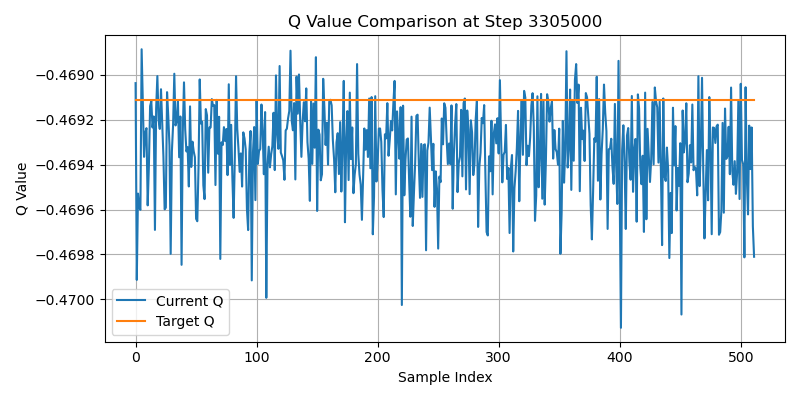 Q Value Comparison at Step 3305000
Q Value
−0.4690
−0.4692
−0.4694
−0.4696
−0.4698
−0.4700
Current Q
Target Q
0 100 200 300 400 500
Sample Index